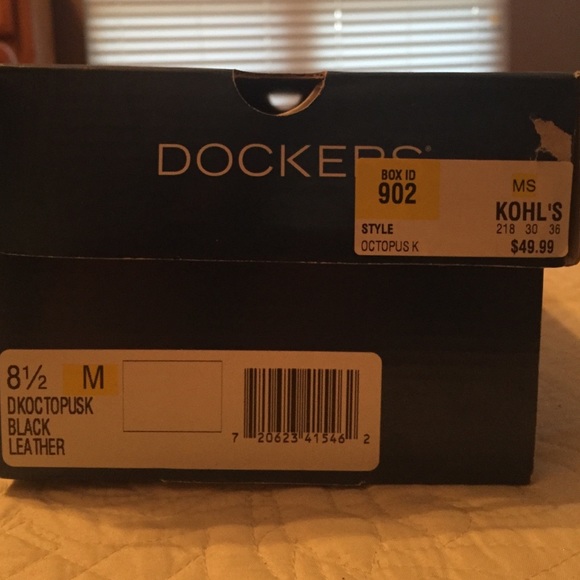 DOCKERS®
BOX ID
902
MS
KOHL'S
STYLE
218 30 36
OCTOPUS K
$49.99
8½ M
DKOCTOPUSK
BLACK
LEATHER
7 20623 41546 2